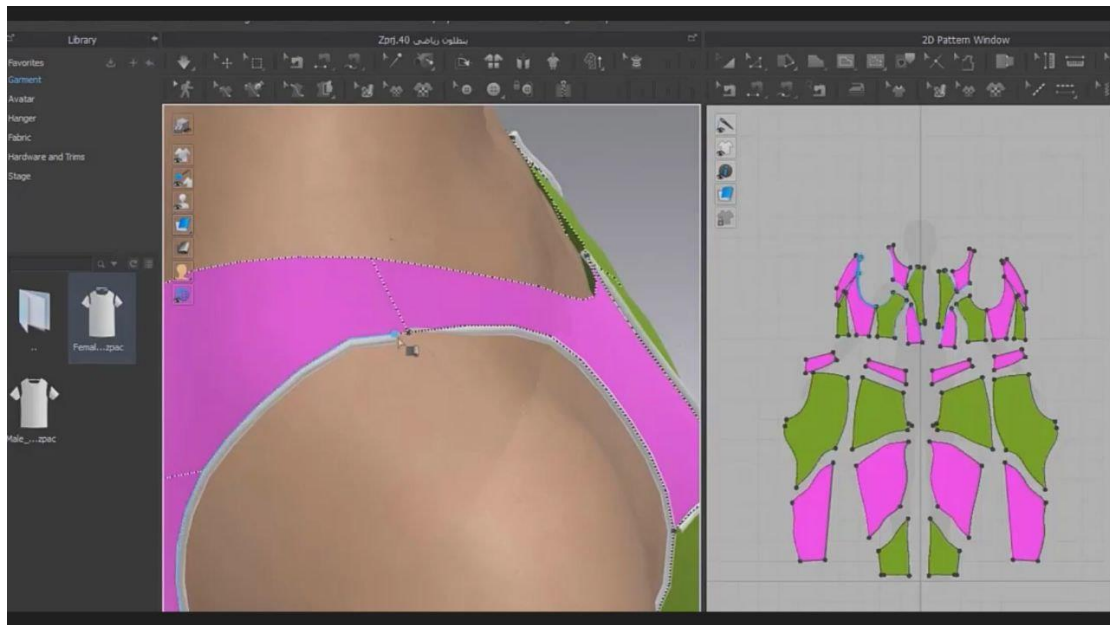 Library
بنطلون رياضي 40.Zprj
2D Pattern Window
Favorites
Garment
Avatar
Hanger
Fabric
Hardware and Trims
Stage
..
Femal...zpac
Male_...zpac